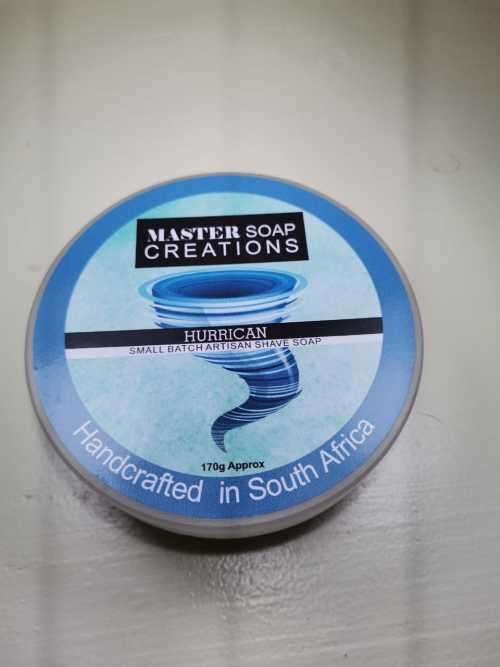 MASTER SOAP
CREATIONS
HURRICAN
SMALL BATCH ARTISAN SHAVE SOAP
170g Approx
Handcrafted in South Africa